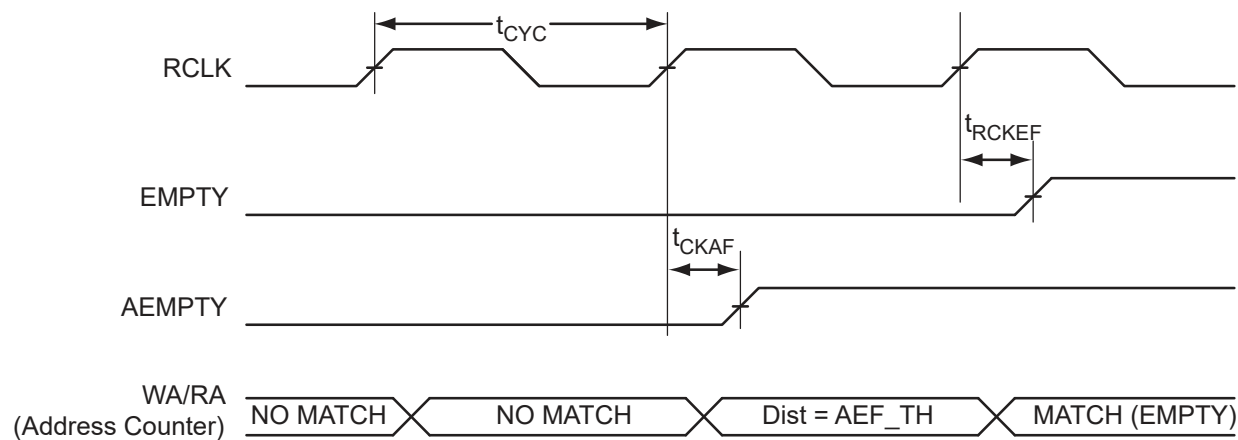 tCYC
RCLK
tRCKEF
EMPTY
tCKAF
AEMPTY
WA/RA
(Address Counter)
NO MATCH
NO MATCH
Dist = AEF_TH
MATCH (EMPTY)